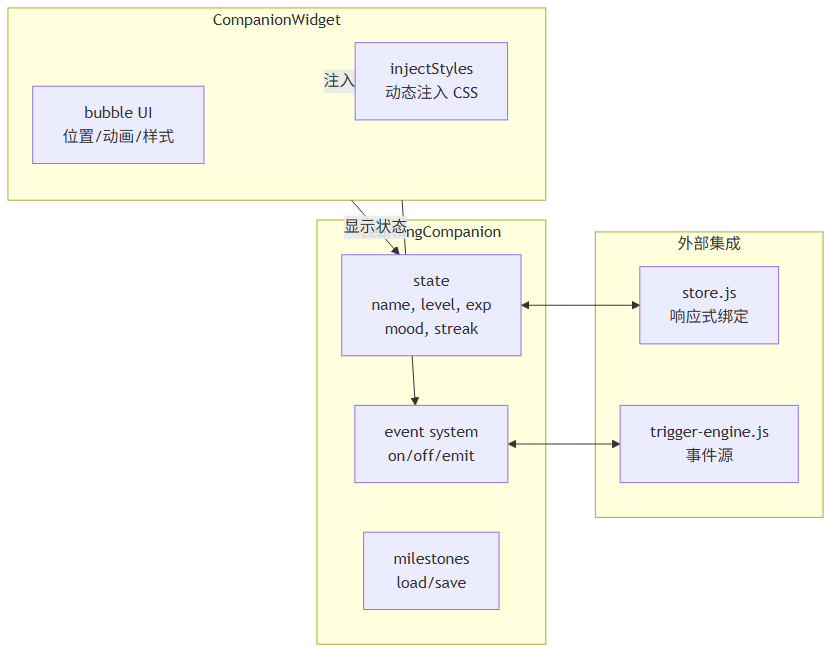 CompanionWidget
injectStyles
动态注入 CSS
注入
bubble UI
位置/动画/样式
显示状态
ngCompanion
state
name, level, exp
mood, streak
event system
on/off/emit
milestones
load/save
外部集成
store.js
响应式绑定
trigger-engine.js
事件源